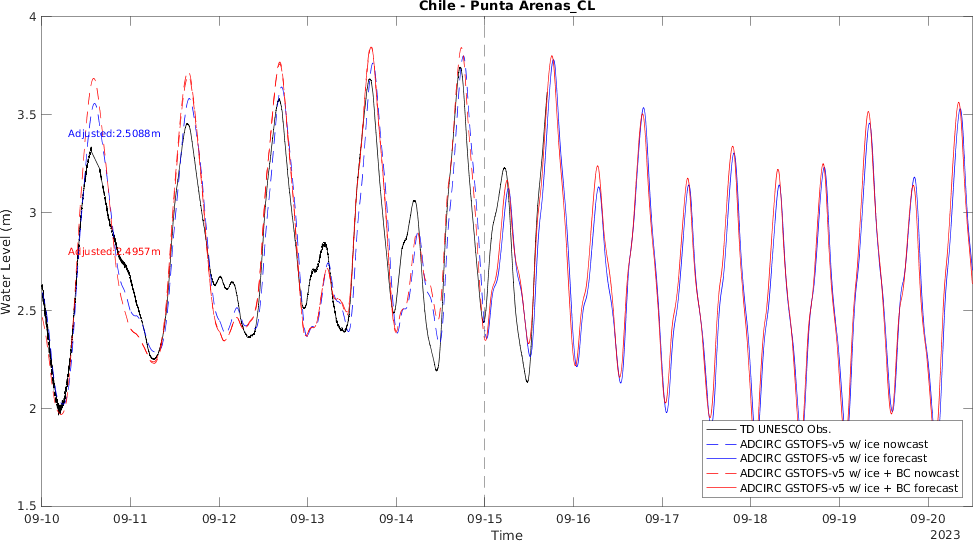 Chile - Punta Arenas_CL
Water Level (m)
4
3.5
3
2.5
2
1.5
Adjusted:2.5088m
Adjusted:2.4957m
TD UNESCO Obs.
ADCIRC GSTOFS-v5 w/ ice nowcast
ADCIRC GSTOFS-v5 w/ ice forecast
ADCIRC GSTOFS-v5 w/ ice + BC nowcast
ADCIRC GSTOFS-v5 w/ ice + BC forecast
09-10 09-11 09-12 09-13 09-14 09-15 09-16 09-17 09-18 09-19 09-20
Time
2023